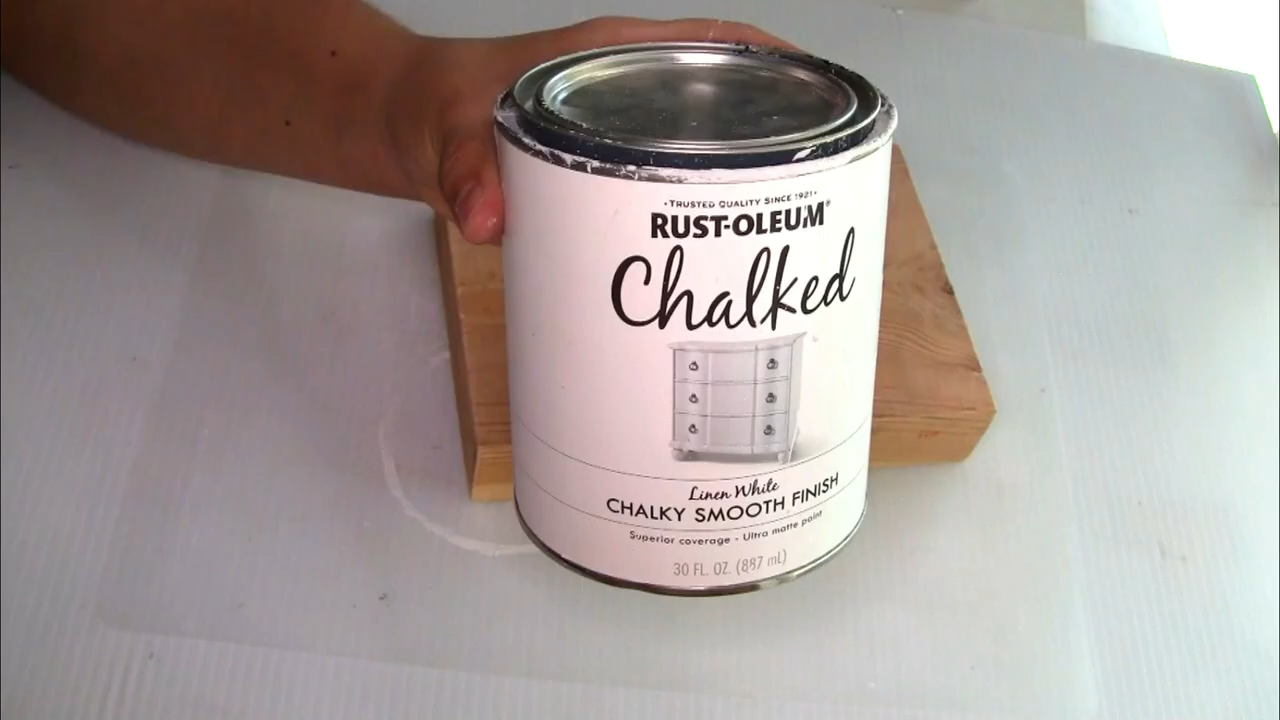 • TRUSTED QUALITY SINCE 1921 •
RUST-OLEUM®
Chalked
Linen White
CHALKY SMOOTH FINISH
Superior coverage - Ultra matte paint
30 FL. OZ. (887 mL)